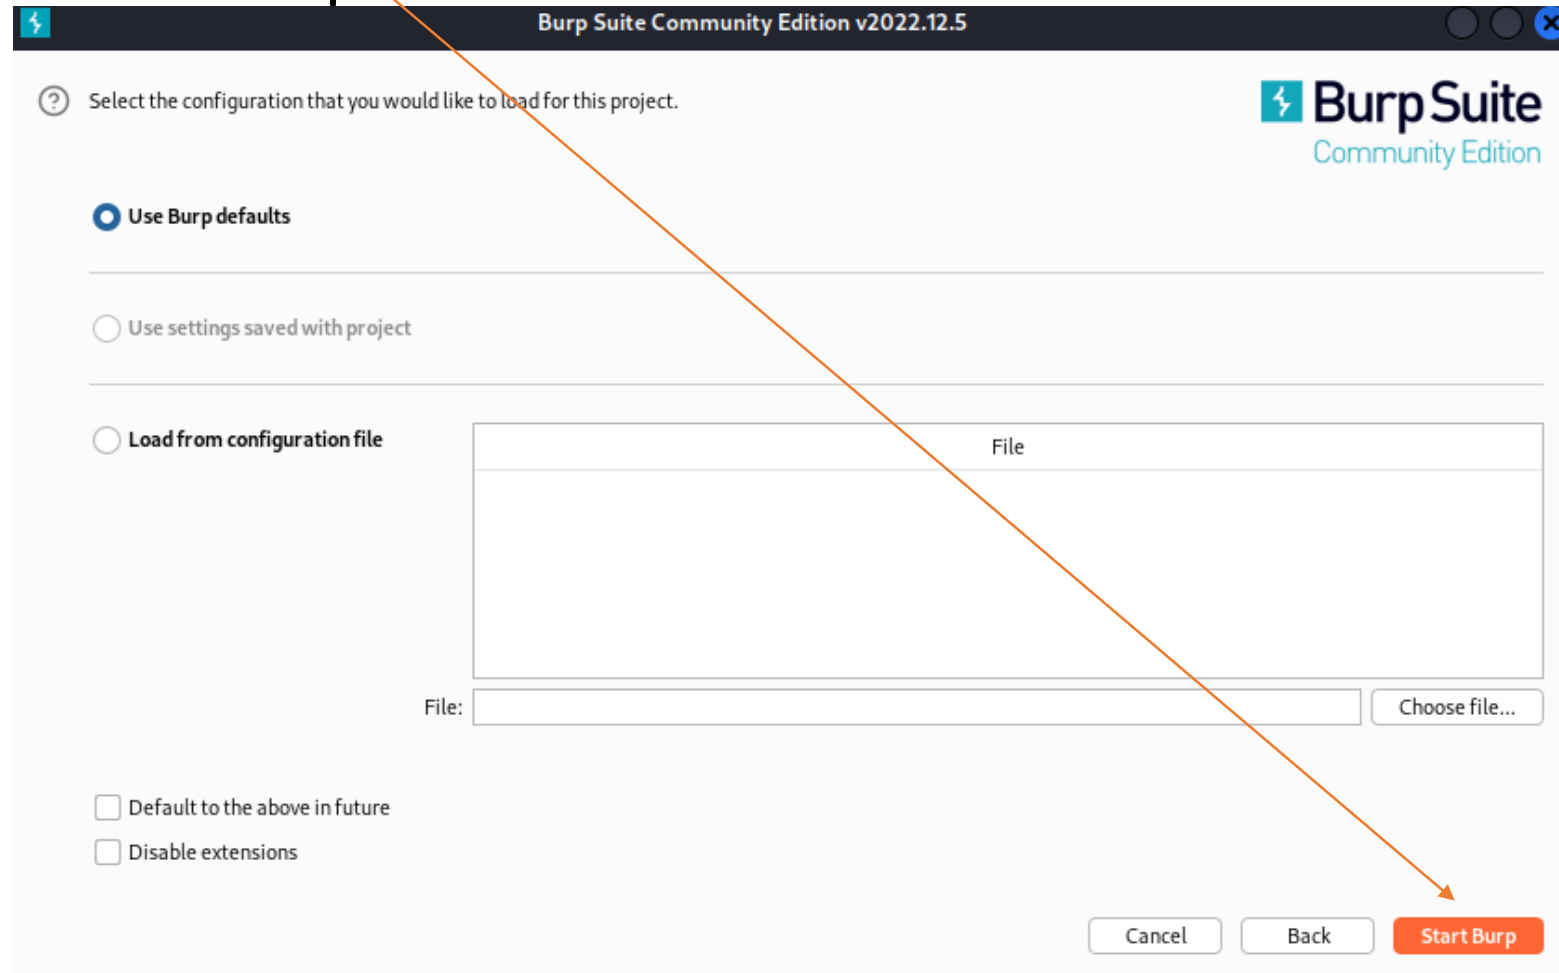 Burp Suite Community Edition v2022.12.5
Select the configuration that you would like to load for this project.
Burp Suite
Community Edition
Use Burp defaults
Use settings saved with project
Load from configuration file
File
File:
Choose file...
Default to the above in future
Disable extensions
Cancel
Back
Start Burp